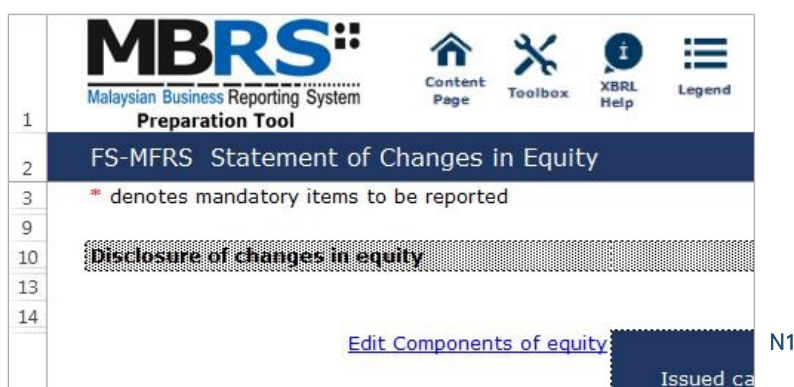 MBRS
Malaysian Business Reporting System
Preparation Tool
Content Page
Toolbox
XBRL Help
Legend
1
2 FS-MFRS Statement of Changes in Equity
3 * denotes mandatory items to be reported
9
10 Disclosure of changes in equity
13
14
Edit Components of equity
N1
Issued ca